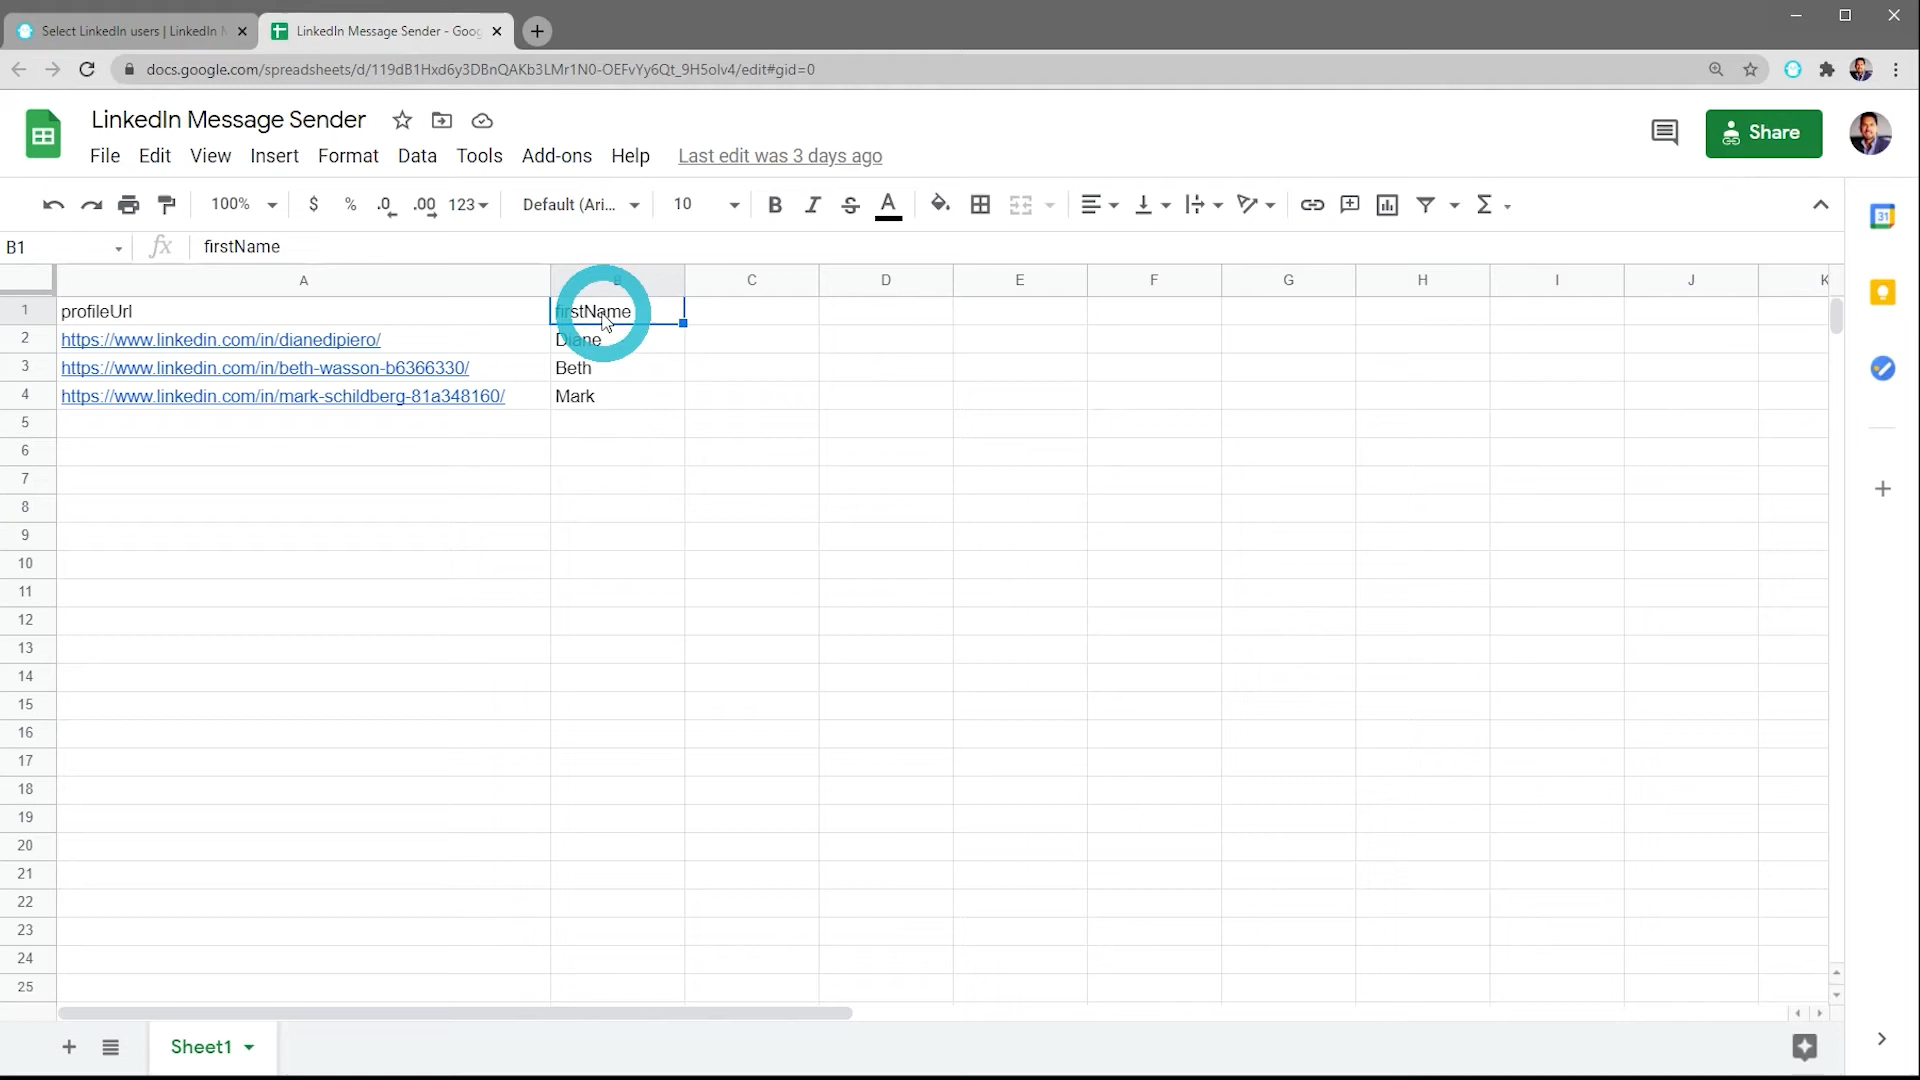 Select LinkedIn users | LinkedIn
LinkedIn Message Sender - Goog
docs.google.com/spreadsheets/d/119dB1Hxd6y3DBnQAKb3LMr1N0-OEFvYy6Qt_9H5olv4/edit#gid=0
LinkedIn Message Sender
File Edit View Insert Format Data Tools Add-ons Help Last edit was 3 days ago
Share
100% $ % .0 .00 123 Default (Ari... 10 B I S A Σ
31
B1 fx firstName
A B C D E F G H I J K
1 profileUrl firstName
2 https://www.linkedin.com/in/dianedipiero/ Diane
3 https://www.linkedin.com/in/beth-wasson-b6366330/ Beth
4 https://www.linkedin.com/in/mark-schildberg-81a348160/ Mark
5
6
7
8
9
10
11
12
13
14
15
16
17
18
19
20
21
22
23
24
25
Sheet1